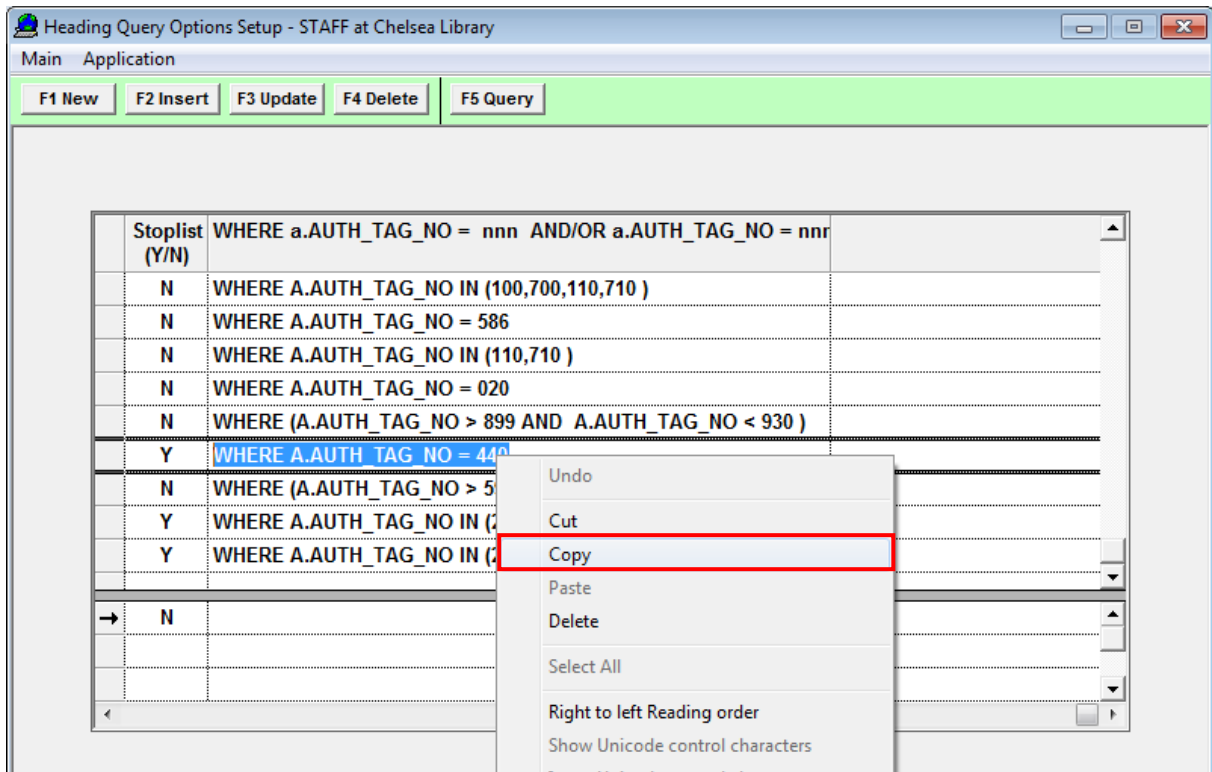 Heading Query Options Setup - STAFF at Chelsea Library
Main Application
F1 New F2 Insert F3 Update F4 Delete F5 Query
Stoplist WHERE a.AUTH_TAG_NO = nnn AND/OR a.AUTH_TAG_NO = nnr
(Y/N)
N WHERE A.AUTH_TAG_NO IN (100,700,110,710 )
N WHERE A.AUTH_TAG_NO = 586
N WHERE A.AUTH_TAG_NO IN (110,710 )
N WHERE A.AUTH_TAG_NO = 020
N WHERE (A.AUTH_TAG_NO > 899 AND A.AUTH_TAG_NO < 930 )
Y WHERE A.AUTH_TAG_NO = 440
N WHERE (A.AUTH_TAG_NO > 5
Y WHERE A.AUTH_TAG_NO IN (2
Y WHERE A.AUTH_TAG_NO IN (2
N
Undo
Cut
Copy
Paste
Delete
Select All
Right to left Reading order
Show Unicode control characters